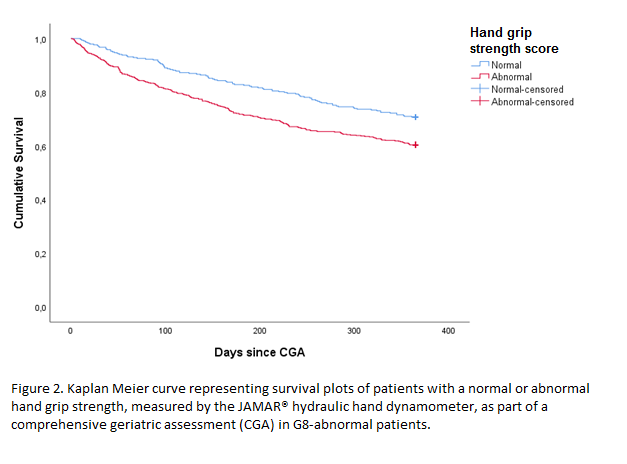 Hand grip
strength score
Normal
Abnormal
Normal-censored
Abnormal-censored
Cumulative Survival
1,0
0,8
0,6
0,4
0,2
0,0
0 100 200 300 400
Days since CGA
Figure 2. Kaplan Meier curve representing survival plots of patients with a normal or abnormal
hand grip strength, measured by the JAMAR® hydraulic hand dynamometer, as part of a
comprehensive geriatric assessment (CGA) in G8-abnormal patients.